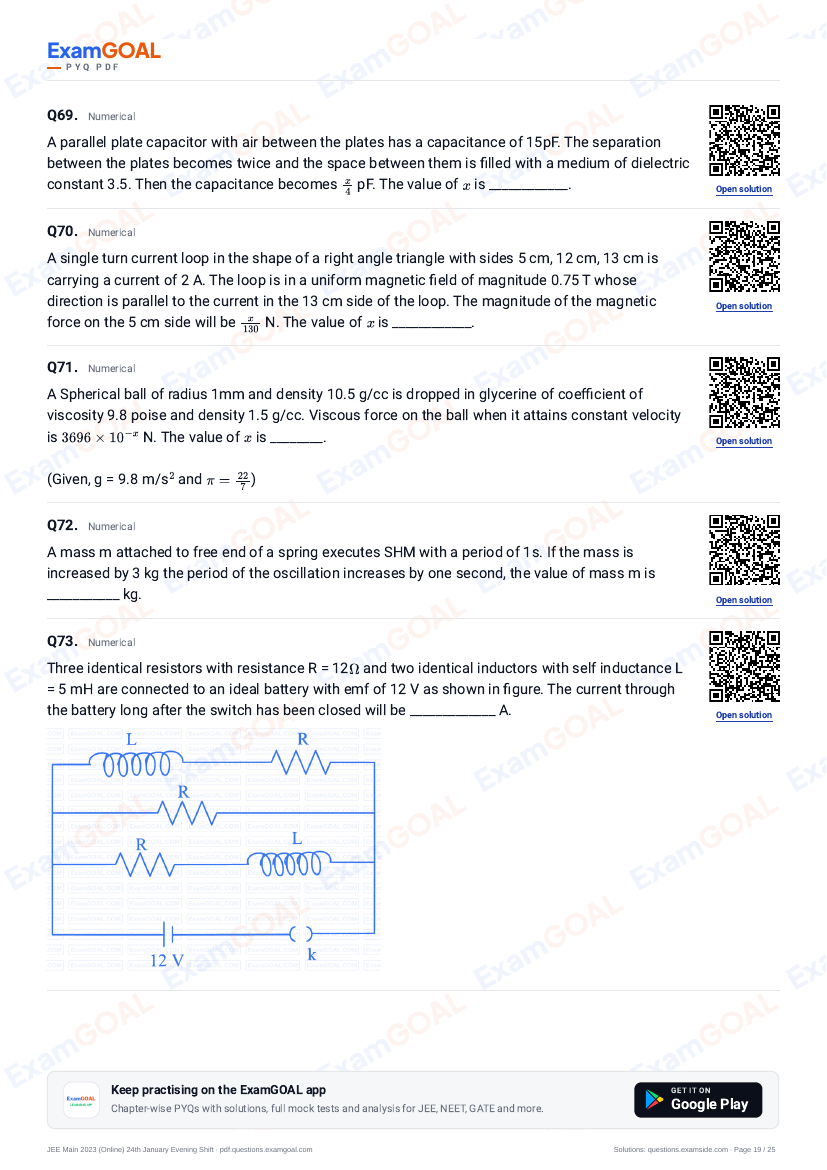 ExamGOAL
PYQ PDF
Q69. Numerical
A parallel plate capacitor with air between the plates has a capacitance of 15pF. The separation
between the plates becomes twice and the space between them is filled with a medium of dielectric
constant 3.5. Then the capacitance becomes x/4 pF. The value of x is ____________.
Open solution
Q70. Numerical
A single turn current loop in the shape of a right angle triangle with sides 5 cm, 12 cm, 13 cm is
carrying a current of 2 A. The loop is in a uniform magnetic field of magnitude 0.75 T whose
direction is parallel to the current in the 13 cm side of the loop. The magnitude of the magnetic
force on the 5 cm side will be x/130 N. The value of x is ____________.
Open solution
Q71. Numerical
A Spherical ball of radius 1mm and density 10.5 g/cc is dropped in glycerine of coefficient of
viscosity 9.8 poise and density 1.5 g/cc. Viscous force on the ball when it attains constant velocity
is 3696 × 10⁻ˣ N. The value of x is ________.
(Given, g = 9.8 m/s² and π = 22/7)
Open solution
Q72. Numerical
A mass m attached to free end of a spring executes SHM with a period of 1s. If the mass is
increased by 3 kg the period of the oscillation increases by one second, the value of mass m is
___________ kg.
Open solution
Q73. Numerical
Three identical resistors with resistance R = 12Ω and two identical inductors with self inductance L
= 5 mH are connected to an ideal battery with emf of 12 V as shown in figure. The current through
the battery long after the switch has been closed will be _____________ A.
Open solution
L R
R
R L
12 V k
Keep practising on the ExamGOAL app
Chapter-wise PYQs with solutions, full mock tests and analysis for JEE, NEET, GATE and more.
GET IT ON
Google Play
JEE Main 2023 (Online) 24th January Evening Shift · pdf.questions.examgoal.com
Solutions: questions.examside.com · Page 19 / 25